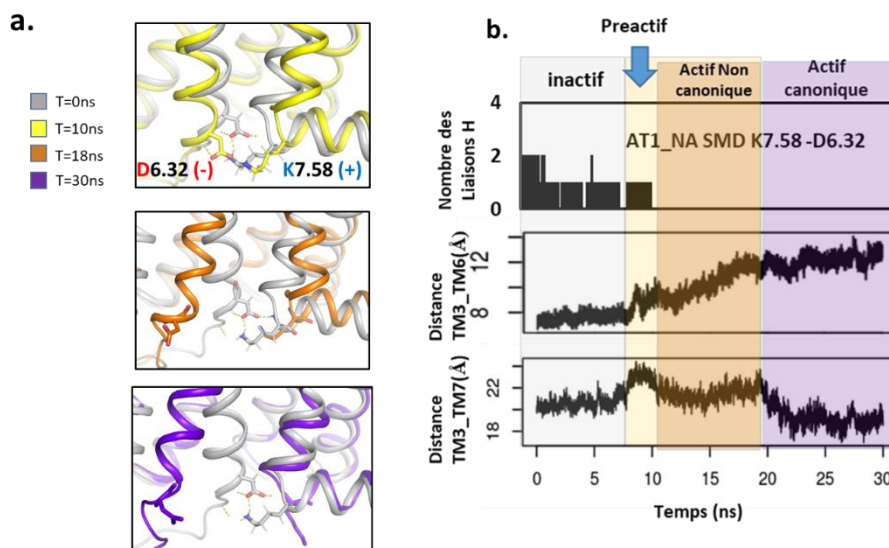 a.
T=0ns
T=10ns
T=18ns
T=30ns
D6.32 (-) K7.58 (+)
b.
Preactif
inactif
Actif Non
canonique
Actif
canonique
AT1_NA SMD K7.58 -D6.32
Nombre des
Liaisons H
4
2
0
Distance
TM3_TM6(Å)
12
8
Distance
TM3_TM7(Å)
22
18
0 5 10 15 20 25 30
Temps (ns)